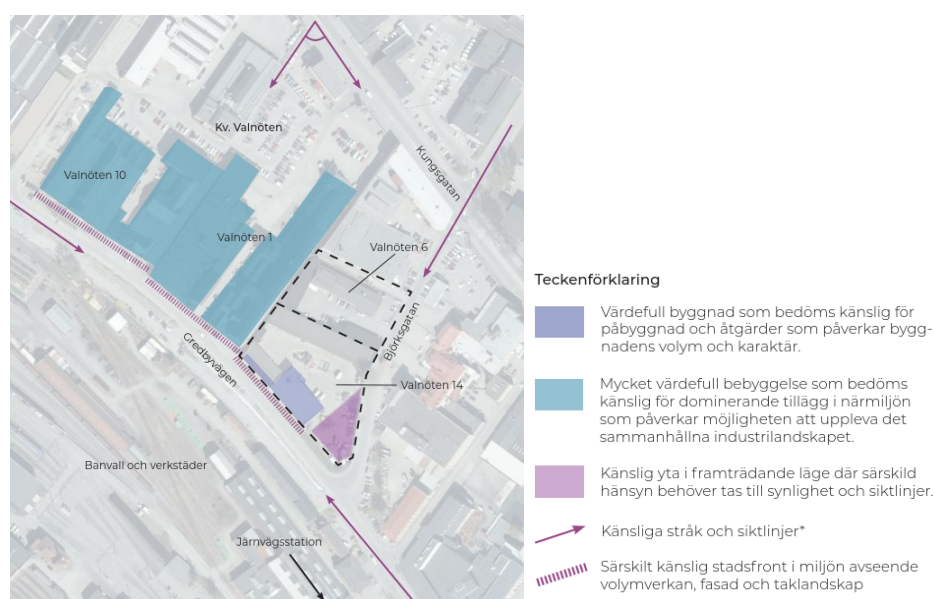 Kv. Valnöten
Kungsgatan
Valnöten 10
Valnöten 1
Valnöten 6
Björksgatan
Gredbyvägen
Valnöten 14
Banvall och verkstäder
Järnvägsstation
Teckenförklaring
Värdefull byggnad som bedöms känslig för
påbyggnad och åtgärder som påverkar bygg-
nadens volym och karaktär.
Mycket värdefull bebyggelse som bedöms
känslig för dominerande tillägg i närmiljön
som påverkar möjligheten att uppleva det
sammanhållna industrilandskapet.
Känslig yta i framträdande läge där särskild
hänsyn behöver tas till synlighet och siktlinjer.
Känsliga stråk och siktlinjer*
Särskilt känslig stadsfront i miljön avseende
volymverkan, fasad och taklandskap